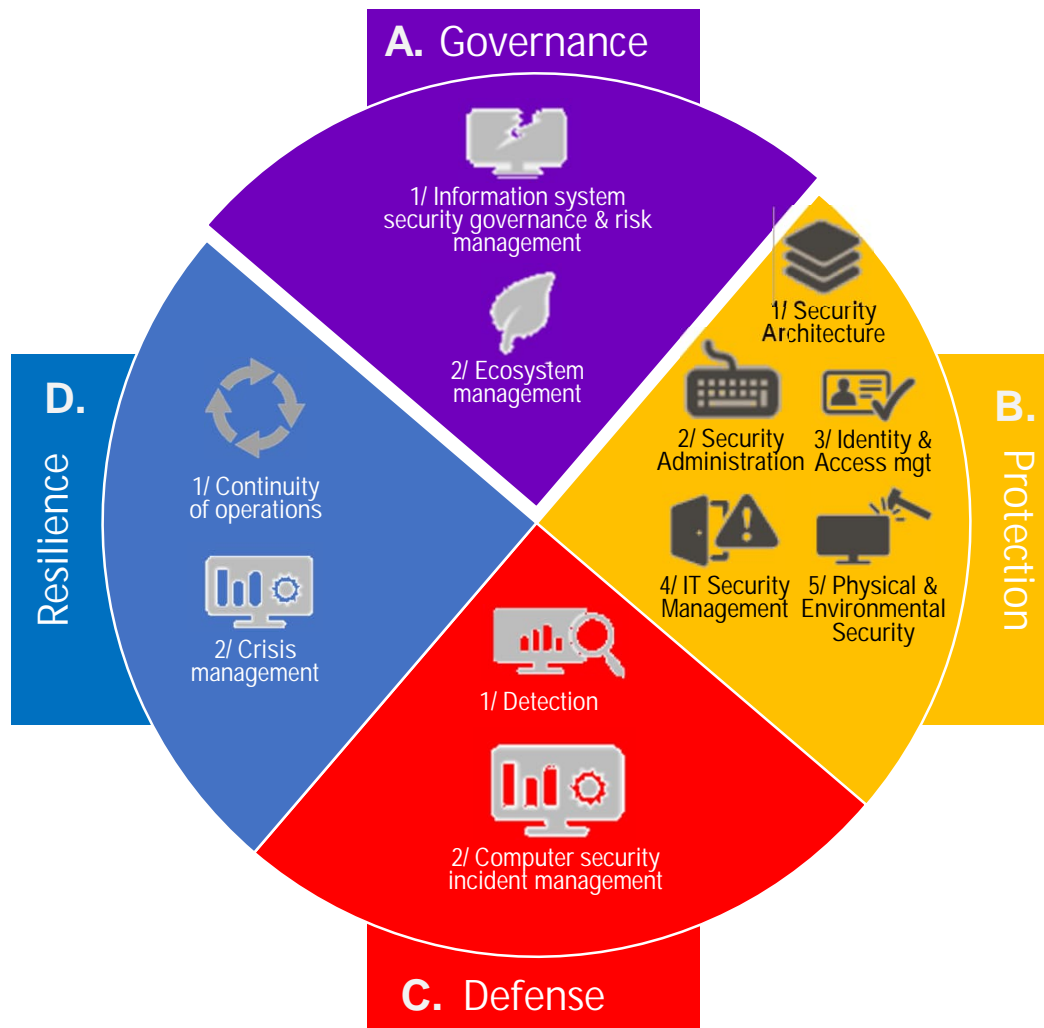 A. Governance
1/ Information system
security governance & risk
management
2/ Ecosystem
management
B. Protection
1/ Security
Architecture
2/ Security
Administration
3/ Identity &
Access mgt
4/ IT Security
Management
5/ Physical &
Environmental
Security
C. Defense
1/ Detection
2/ Computer security
incident management
D.
Resilience
1/ Continuity
of operations
2/ Crisis
management